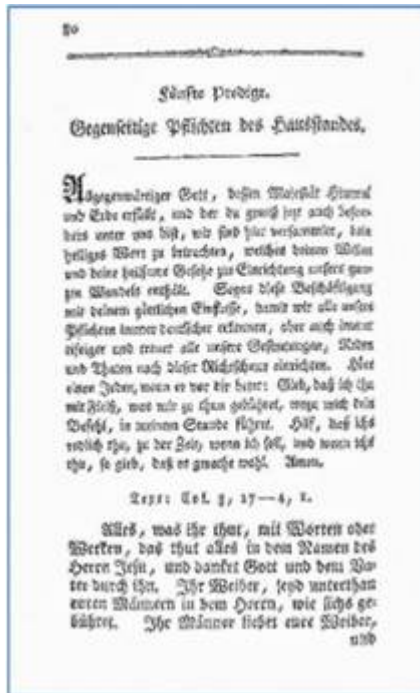 80
Fünfte Predigt.
Gegenseitige Pflichten des Hausstandes.
Allgegenwärtiger Gott, dessen Majestät Himmel
und Erde erfüllt, und der du gewiß jetzt auch beson-
ders unter uns bist, wir sind hier versammlet, dein
heiliges Wort zu betrachten, welches deinen Willen
und deine heilsame Gesetze zur Einrichtung unsers gan-
zen Wandels enthält. Segne diese Beschäftigung
mit deinem göttlichen Einflusse, damit wir alle unsere
Pflichten immer deutlicher erkennen, aber auch immer
eifriger und treuer alle unsere Gesinnungen, Reden
und Thaten nach dieser Richtschnur einrichten. Höre
einen Jeden, wenn er vor dir betet: Gieb, daß ich thu
mit Fleiß, was mir zu thun gebühret, wozu mich dein
Befehl, in meinem Stande führet. Hilf, daß ichs
redlich thu, zu der Zeit, wenn ich soll, und wenn ichs
thu, so gieb, daß es gerathe wohl. Amen.
Text: Col. 3, 17—4, 1.
Alles, was ihr thut, mit Worten oder
Werken, das thut alles in dem Namen des
Herrn Jesu, und danket Gott und dem Va-
ter durch ihn. Ihr Weiber, seyd unterthan
euren Männern in dem Herrn, wie sichs ge-
bühret. Ihr Männer liebet eure Weiber,
und